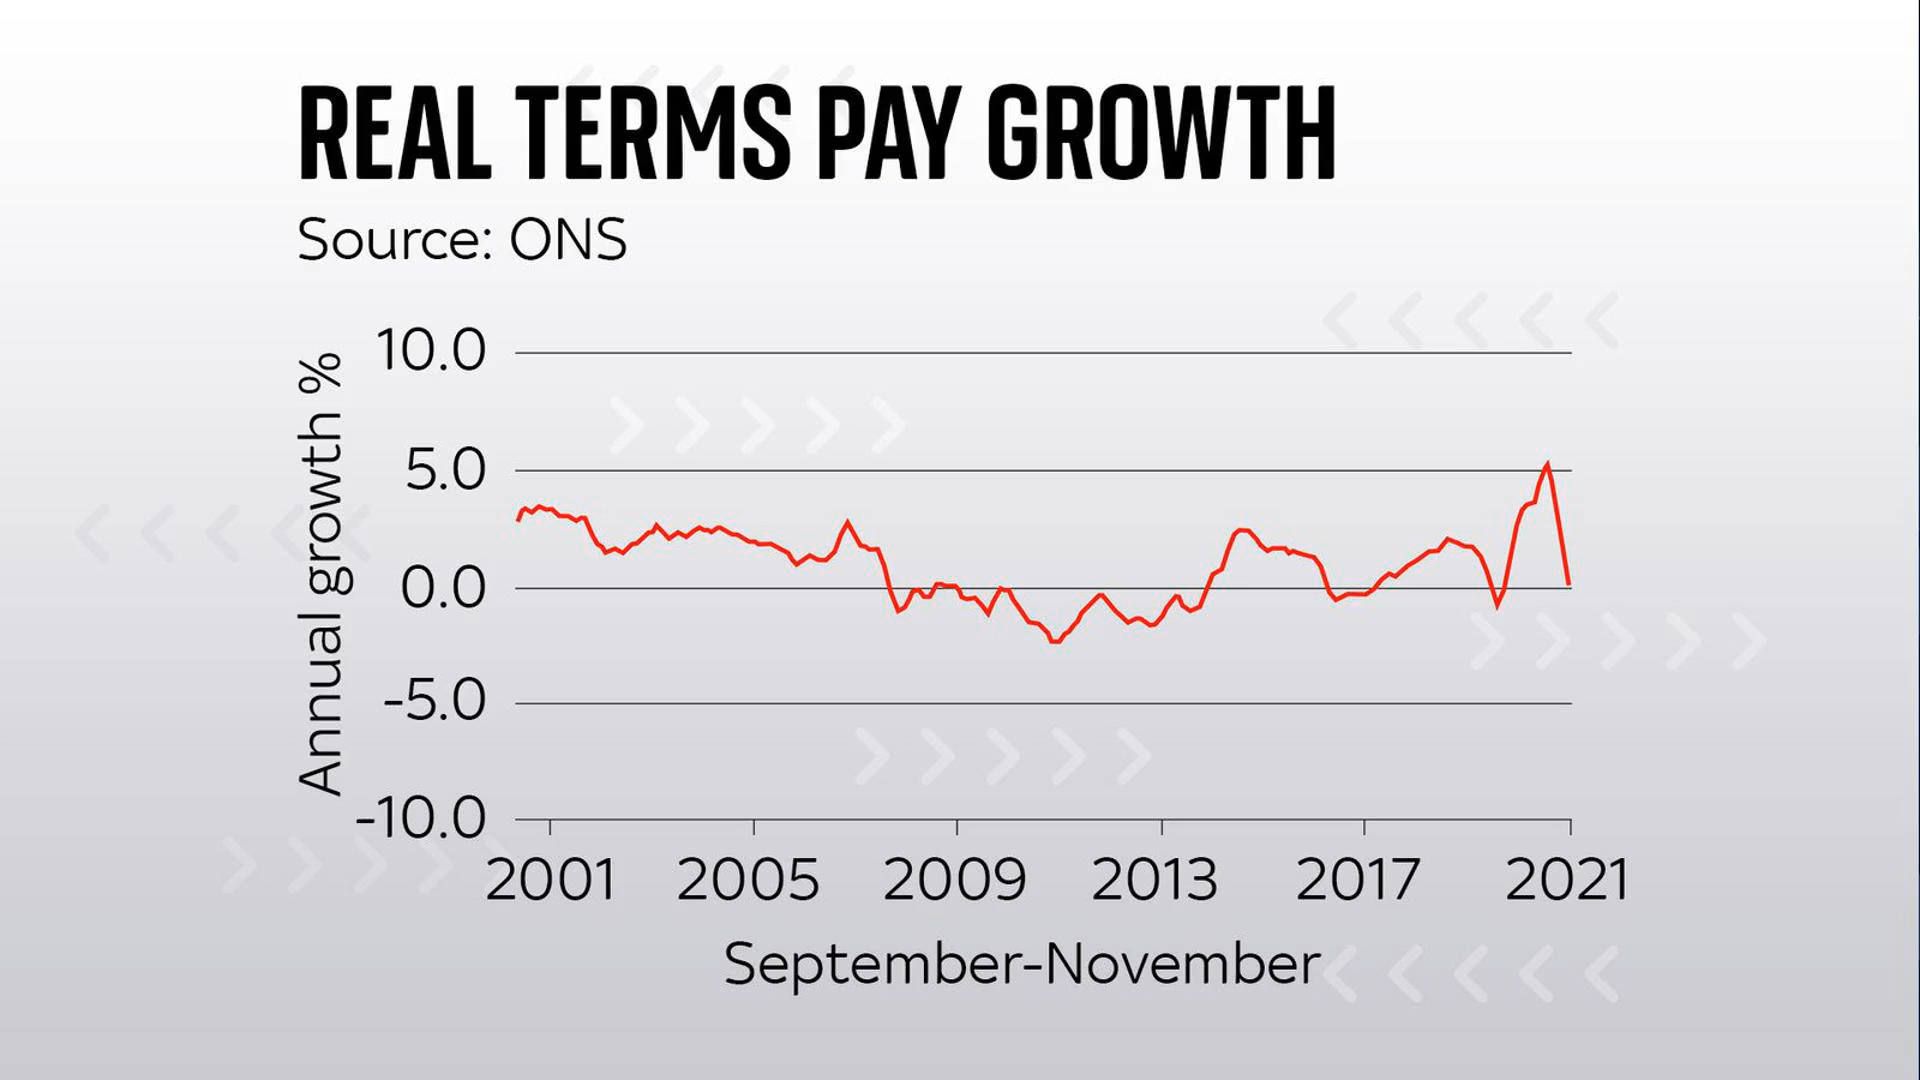 REAL TERMS PAY GROWTH
Source: ONS
Annual growth %
10.0
5.0
0.0
-5.0
-10.0
2001 2005 2009 2013 2017 2021
September-November